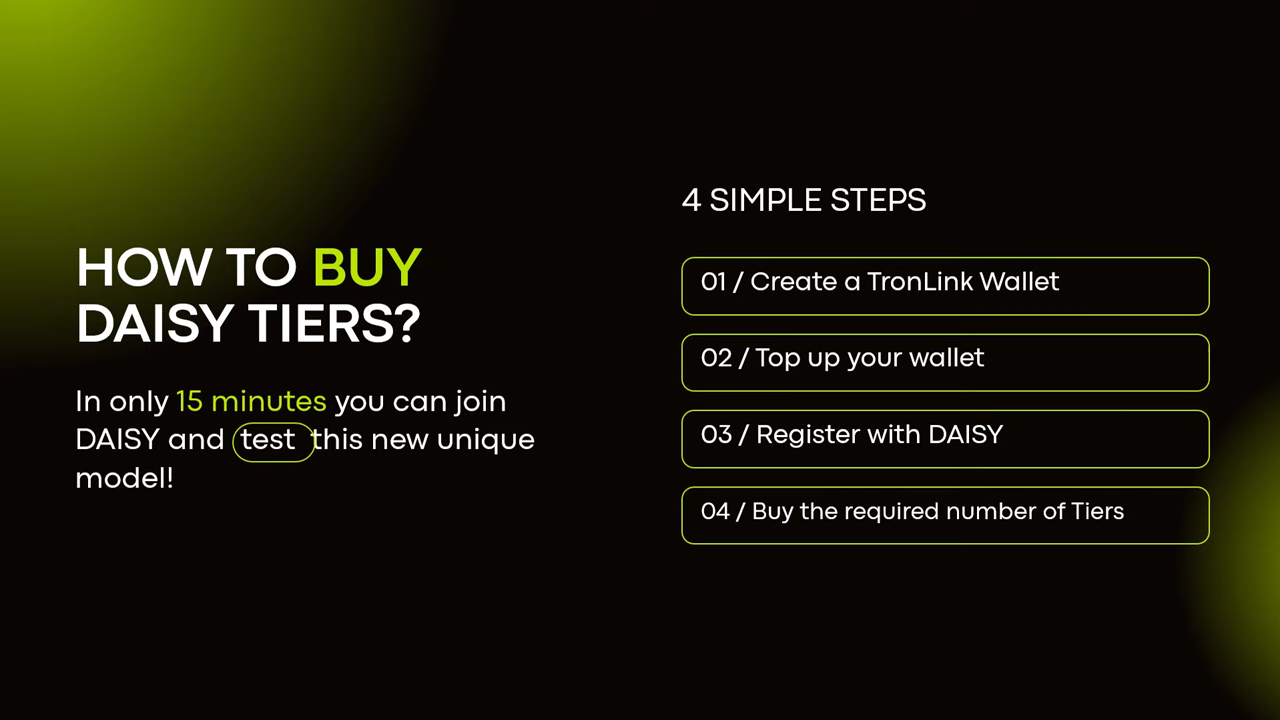 HOW TO BUY
DAISY TIERS?
In only 15 minutes you can join
DAISY and test this new unique
model!
4 SIMPLE STEPS
01 / Create a TronLink Wallet
02 / Top up your wallet
03 / Register with DAISY
04 / Buy the required number of Tiers